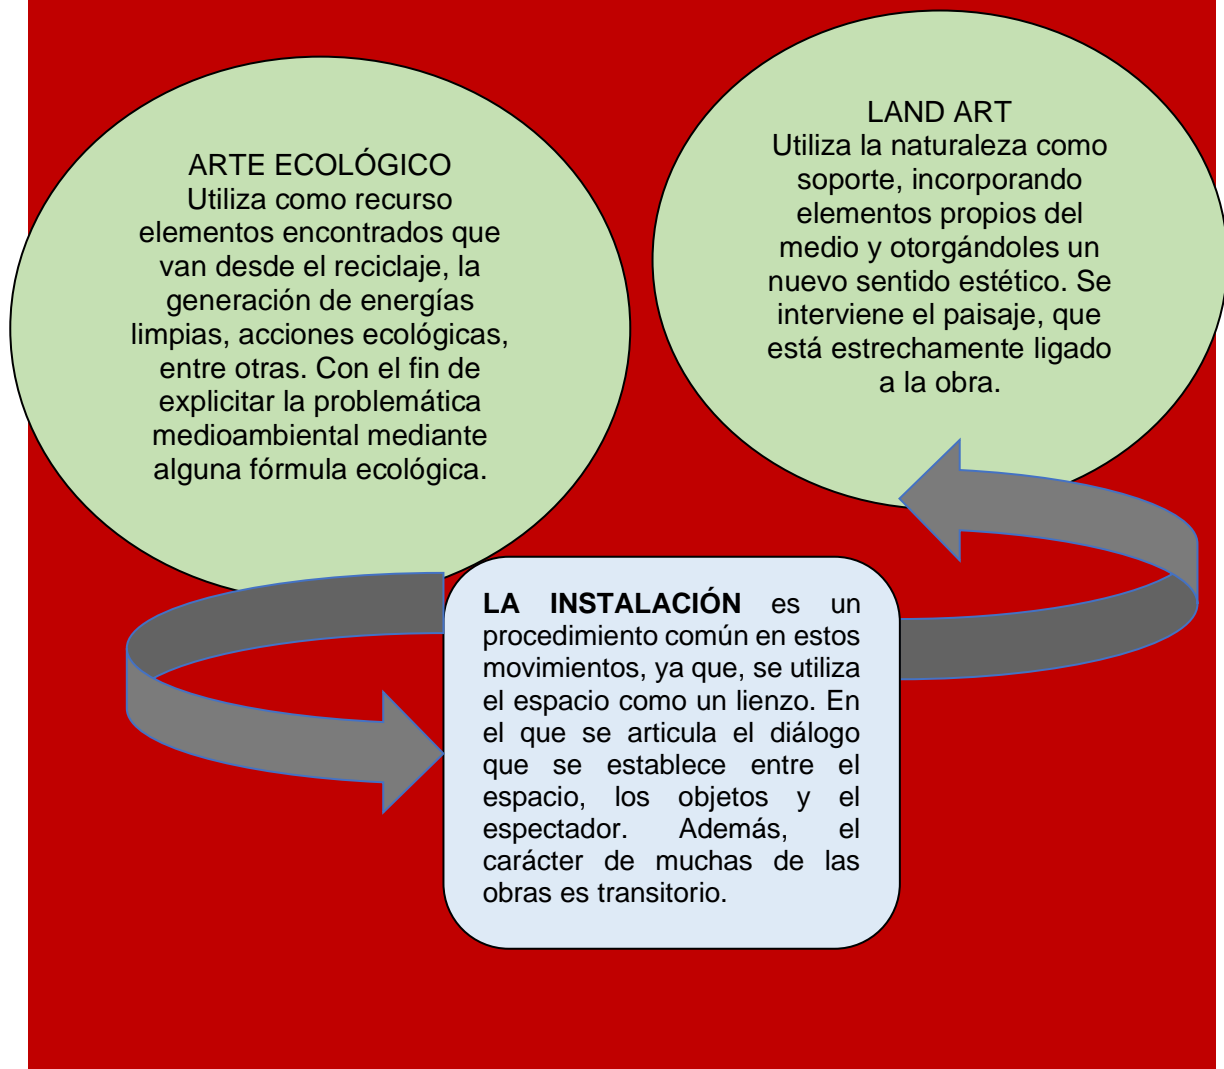 ARTE ECOLÓGICO
Utiliza como recurso
elementos encontrados que
van desde el reciclaje, la
generación de energías
limpias, acciones ecológicas,
entre otras. Con el fin de
explicitar la problemática
medioambiental mediante
alguna fórmula ecológica.
LAND ART
Utiliza la naturaleza como
soporte, incorporando
elementos propios del
medio y otorgándoles un
nuevo sentido estético. Se
interviene el paisaje, que
está estrechamente ligado
a la obra.
LA INSTALACIÓN es un
procedimiento común en estos
movimientos, ya que, se utiliza
el espacio como un lienzo. En
el que se articula el diálogo
que se establece entre el
espacio, los objetos y el
espectador. Además, el
carácter de muchas de las
obras es transitorio.